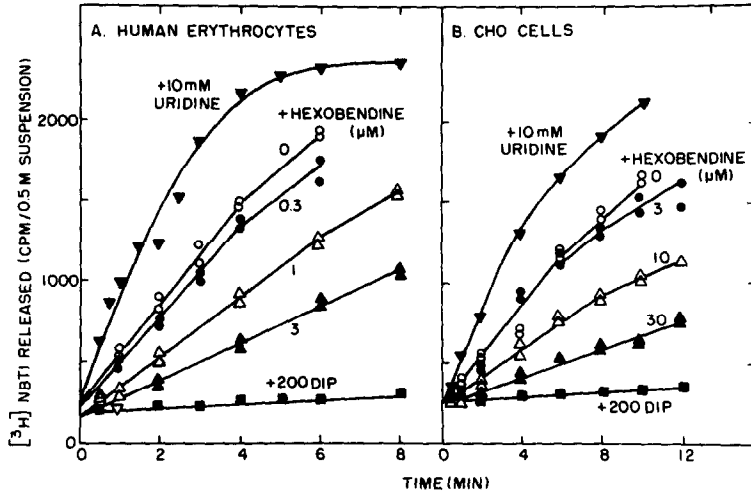 A. HUMAN ERYTHROCYTES
+10mM
URIDINE
+HEXOBENDINE
(μM)
0
0.3
1
3
+200 DIP
2000
1000
0
0 2 4 6 8
[³H] NBTI RELEASED (CPM/0.5 M SUSPENSION)
B. CHO CELLS
+10mM
URIDINE
+HEXOBENDINE
(μM)
0
3
10
30
+200 DIP
0 4 8 12
TIME (MIN)